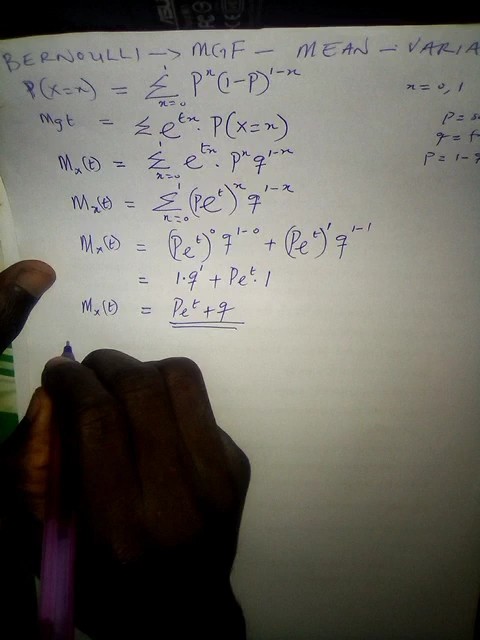 BERNOULLI → MGF - MEAN - VARIA
P(X=x) = Σ_{x=0}^{1} P^x (1-P)^{1-x} x = 0, 1
Mgt = Σ e^{tx} . P(X=x) P = su
q = f
M_x(t) = Σ_{x=0}^{1} e^{tx} . P^x q^{1-x} P = 1-q
M_x(t) = Σ_{x=0}^{1} (Pe^t)^x q^{1-x}
M_x(t) = (Pe^t)^0 q^{1-0} + (Pe^t)^1 q^{1-1}
= 1.q^1 + Pe^t . 1
M_x(t) = Pe^t + q